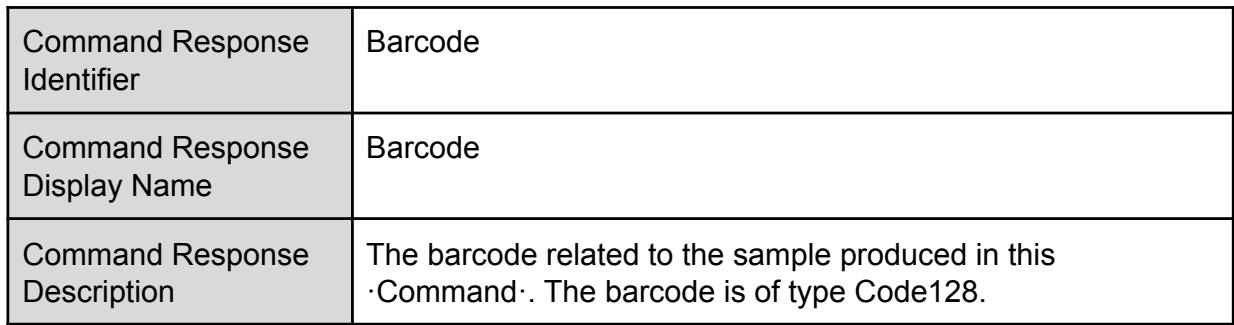 Command Response Barcode
Identifier
Command Response Barcode
Display Name
Command Response The barcode related to the sample produced in this
Description ·Command·. The barcode is of type Code128.